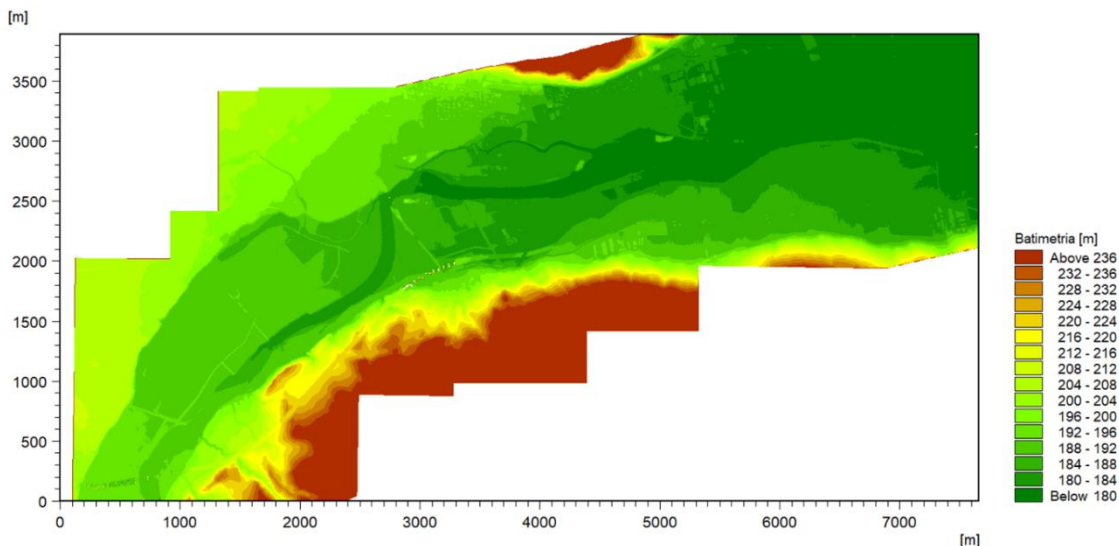 [m]
3500
3000
2500
2000
1500
1000
500
0
0 1000 2000 3000 4000 5000 6000 7000
[m]
Batimetria [m]
Above 236
232 - 236
228 - 232
224 - 228
220 - 224
216 - 220
212 - 216
208 - 212
204 - 208
200 - 204
196 - 200
192 - 196
188 - 192
184 - 188
180 - 184
Below 180